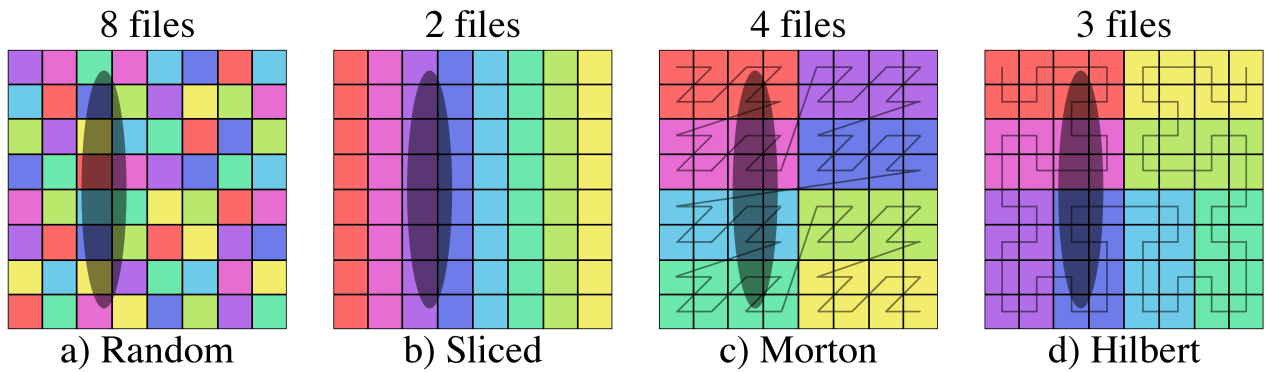 8 files
2 files
4 files
3 files
a) Random
b) Sliced
c) Morton
d) Hilbert